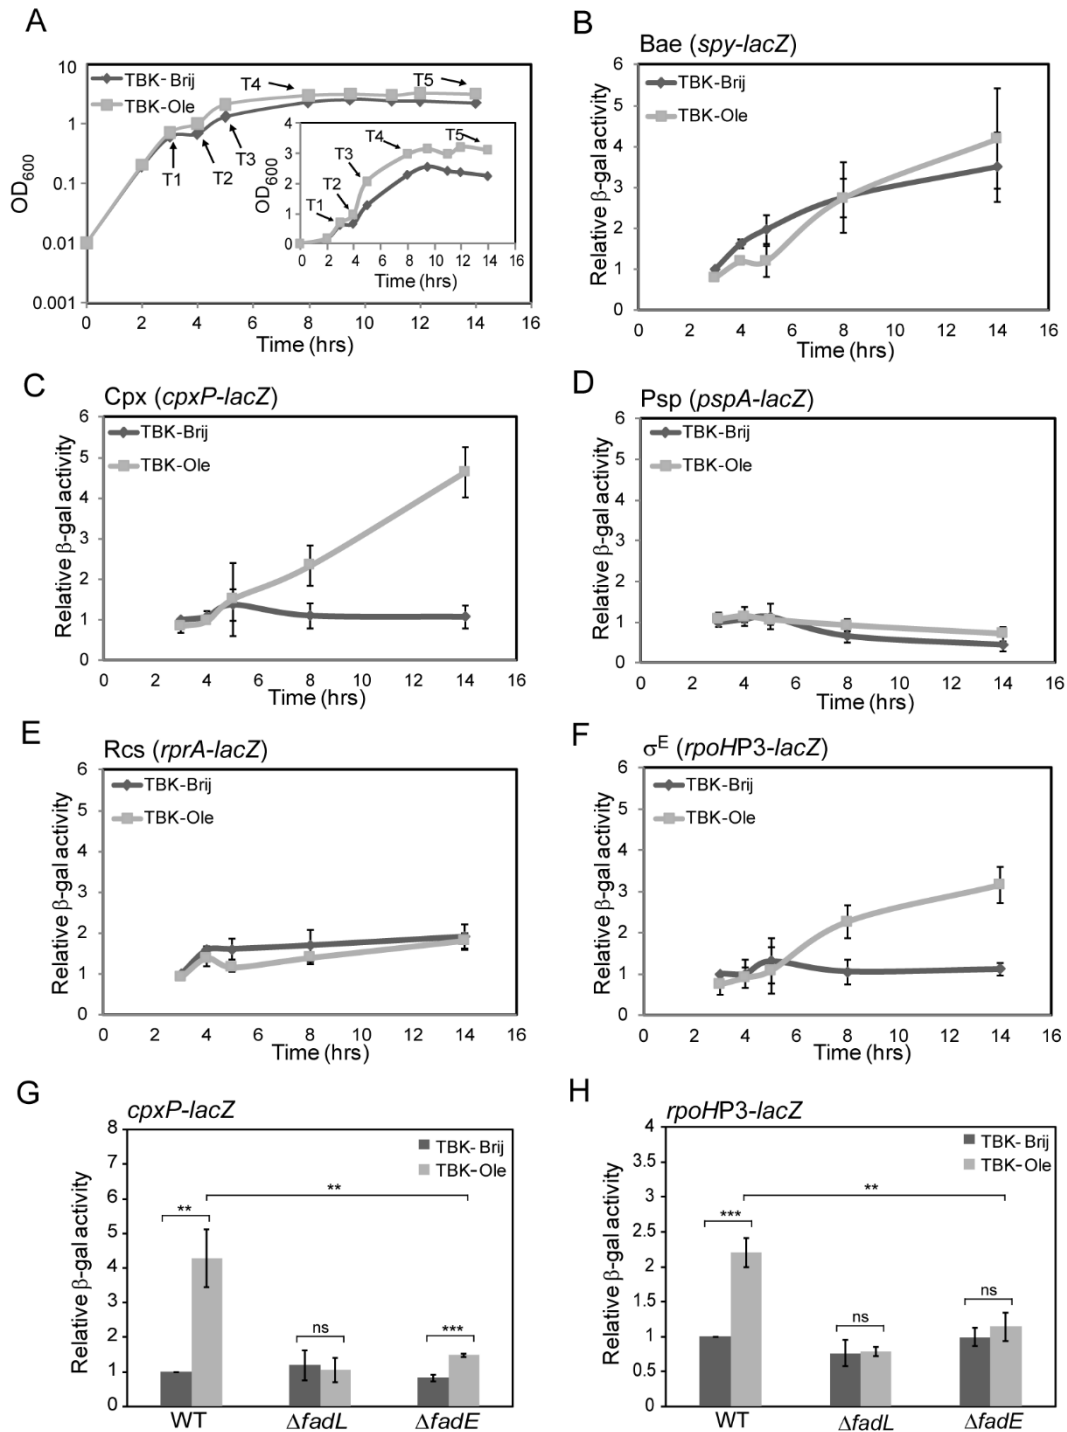 A
10
1
0.1
0.01
0.001
OD600
TBK-Brij
TBK-Ole
T1
T2
T3
T4
T5
0 2 4 6 8 10 12 14 16
Time (hrs)
4
3
2
1
0
OD600
T1
T2
T3
T4
T5
0 2 4 6 8 10 12 14 16
Time (hrs)
B
Bae (spy-lacZ)
6
5
4
3
2
1
0
Relative β-gal activity
TBK-Brij
TBK-Ole
0 2 4 6 8 10 12 14 16
Time (hrs)
C
Cpx (cpxP-lacZ)
6
5
4
3
2
1
0
Relative β-gal activity
TBK-Brij
TBK-Ole
0 2 4 6 8 10 12 14 16
Time (hrs)
D
Psp (pspA-lacZ)
6
5
4
3
2
1
0
Relative β-gal activity
TBK-Brij
TBK-Ole
0 2 4 6 8 10 12 14 16
Time (hrs)
E
Rcs (rprA-lacZ)
6
5
4
3
2
1
0
Relative β-gal activity
TBK-Brij
TBK-Ole
0 2 4 6 8 10 12 14 16
Time (hrs)
F
σE (rpoHP3-lacZ)
6
5
4
3
2
1
0
Relative β-gal activity
TBK-Brij
TBK-Ole
0 2 4 6 8 10 12 14 16
Time (hrs)
G
cpxP-lacZ
8
7
6
5
4
3
2
1
0
Relative β-gal activity
TBK-Brij
TBK-Ole
**
**
ns
***
WT ΔfadL ΔfadE
H
rpoHP3-lacZ
4
3.5
3
2.5
2
1.5
1
0.5
0
Relative β-gal activity
TBK-Brij
TBK-Ole
**
***
ns
ns
WT ΔfadL ΔfadE